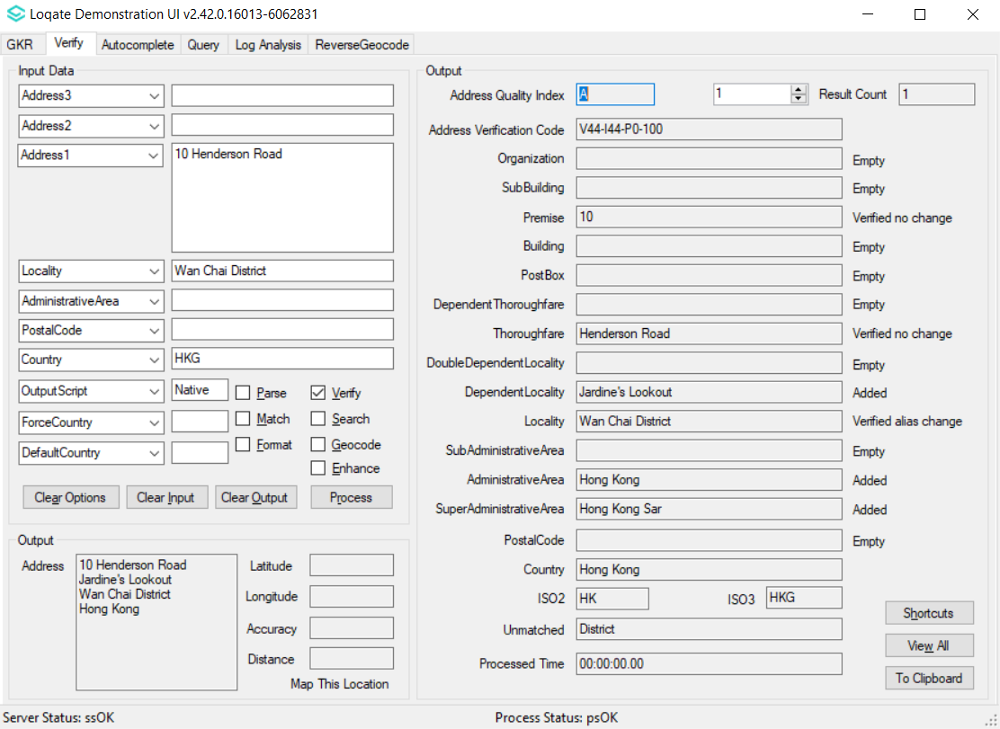 Loqate Demonstration UI v2.42.0.16013-6062831
GKR Verify Autocomplete Query Log Analysis ReverseGeocode
Input Data
Address3
Address2
Address1 10 Henderson Road
Locality Wan Chai District
AdministrativeArea
PostalCode
Country HKG
OutputScript Native Parse Verify
ForceCountry Match Search
DefaultCountry Format Geocode
Enhance
Clear Options Clear Input Clear Output Process
Output
Address 10 Henderson Road
Jardine's Lookout
Wan Chai District
Hong Kong
Latitude
Longitude
Accuracy
Distance
Map This Location
Output
Address Quality Index A 1 Result Count 1
Address Verification Code V44-I44-P0-100
Organization Empty
SubBuilding Empty
Premise 10 Verified no change
Building Empty
PostBox Empty
DependentThoroughfare Empty
Thoroughfare Henderson Road Verified no change
DoubleDependentLocality Empty
DependentLocality Jardine's Lookout Added
Locality Wan Chai District Verified alias change
SubAdministrativeArea Empty
AdministrativeArea Hong Kong Added
SuperAdministrativeArea Hong Kong Sar Added
PostalCode Empty
Country Hong Kong
ISO2 HK ISO3 HKG
Unmatched District
Processed Time 00:00:00.00
Shortcuts
View All
To Clipboard
Server Status: ssOK Process Status: psOK